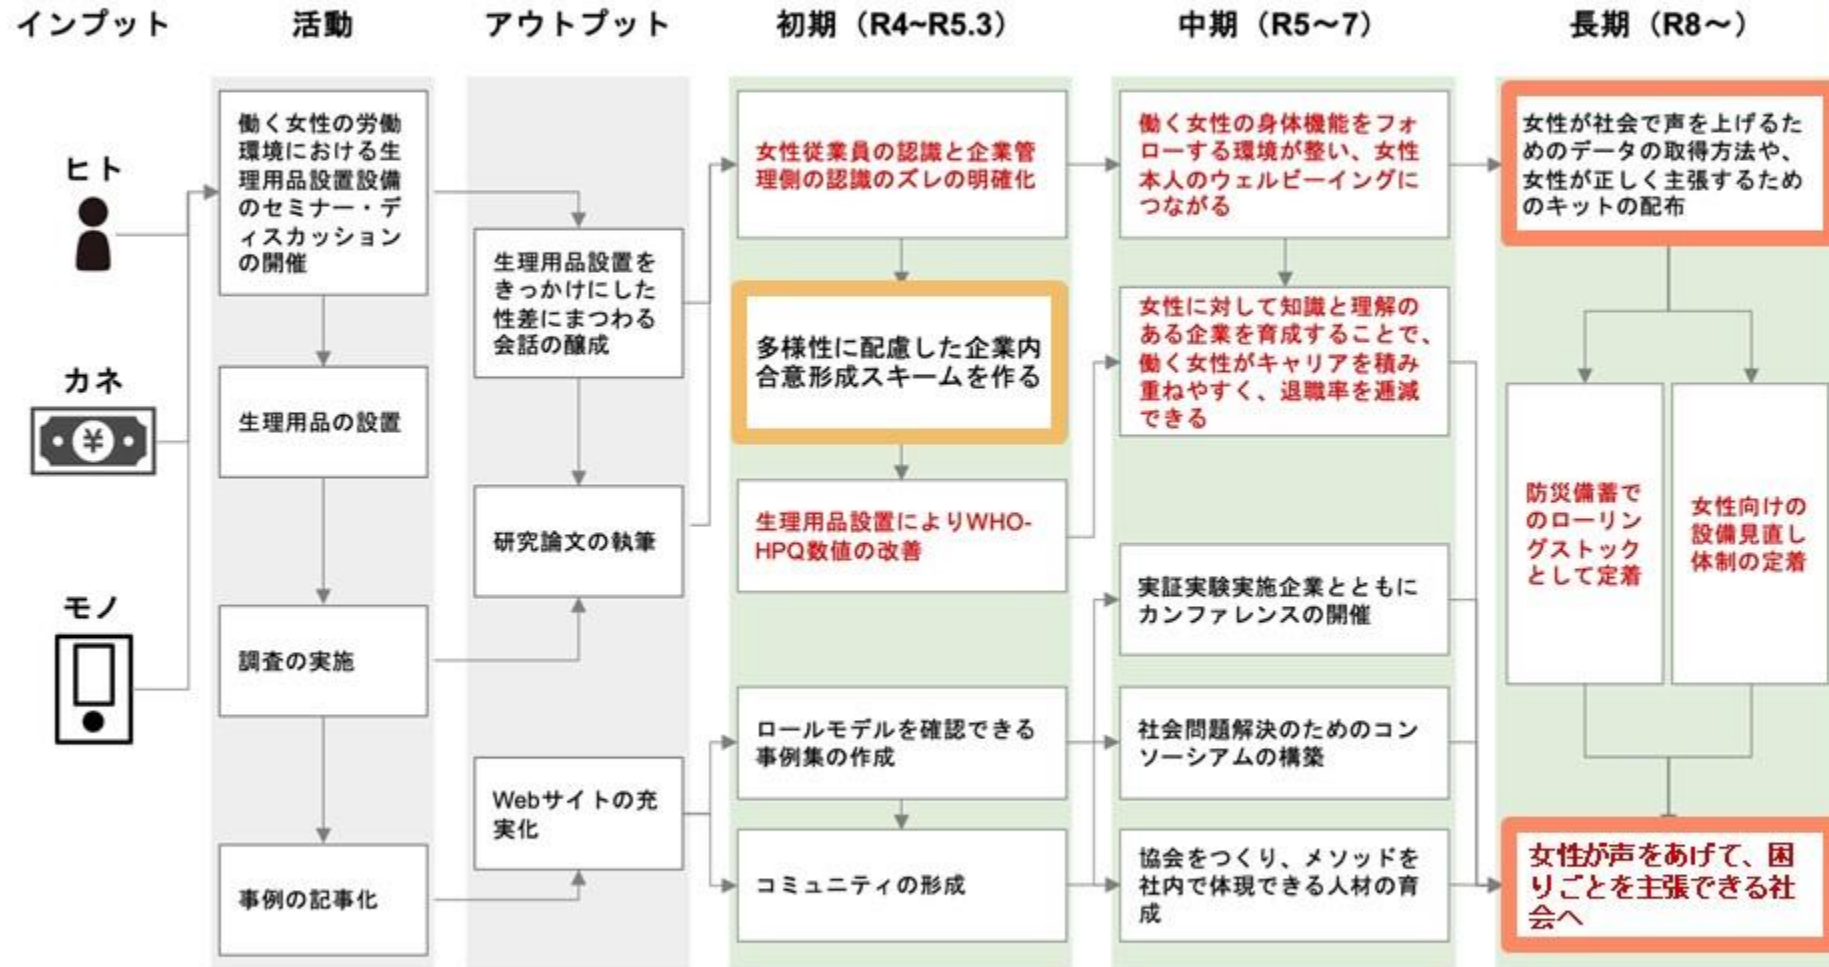 インプット
活動
アウトプット
初期（R4~R5.3）
中期（R5～7）
長期（R8～）
ヒト
カネ
¥
モノ
働く女性の労働
環境における生
理用品設置設備
のセミナー・デ
ィスカッション
の開催
生理用品の設置
調査の実施
事例の記事化
生理用品設置を
きっかけにした
性差にまつわる
会話の醸成
研究論文の執筆
Webサイトの充
実化
女性従業員の認識と企業管
理側の認識のズレの明確化
多様性に配慮した企業内
合意形成スキームを作る
生理用品設置によりWHO-
HPQ数値の改善
ロールモデルを確認できる
事例集の作成
コミュニティの形成
働く女性の身体機能をフォ
ローする環境が整い、女性
本人のウェルビーイングに
つながる
女性に対して知識と理解の
ある企業を育成することで、
働く女性がキャリアを積み
重ねやすく、退職率を逓減
できる
実証実験実施企業とともに
カンファレンスの開催
社会問題解決のためのコン
ソーシアムの構築
協会をつくり、メソッドを
社内で体現できる人材の育
成
女性が社会で声を上げるた
めのデータの取得方法や、
女性が正しく主張するため
のキットの配布
防災備蓄で
のローリン
グストック
として定着
女性向けの
設備見直し
体制の定着
女性が声をあげて、困
りごとを主張できる社
会へ